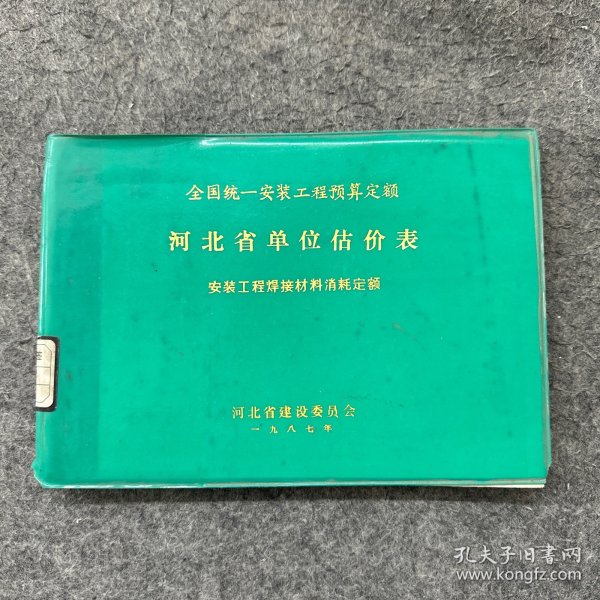 全国统一安装工程预算定额
河北省单位估价表
安装工程焊接材料消耗定额
河北省建设委员会
一九八七年
孔夫子旧书网
www.kongfz.com